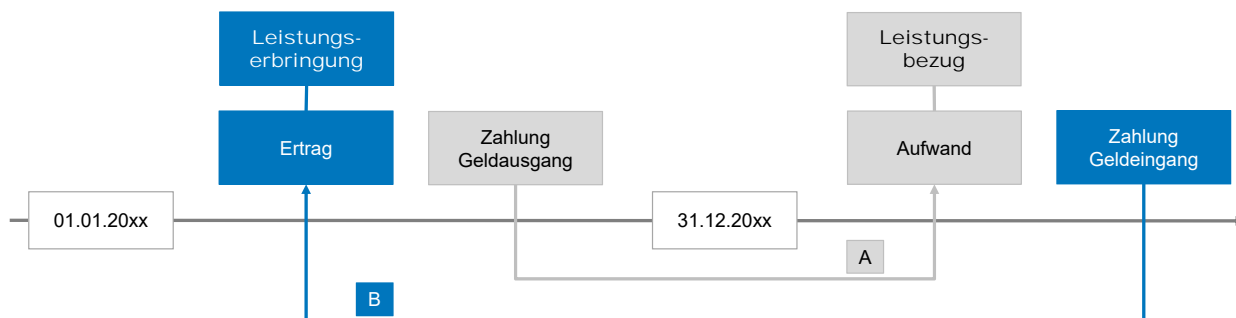 Leistungs-
erbringung
Leistungs-
bezug
Ertrag
Zahlung
Geldausgang
Aufwand
Zahlung
Geldeingang
01.01.20xx
31.12.20xx
A
B